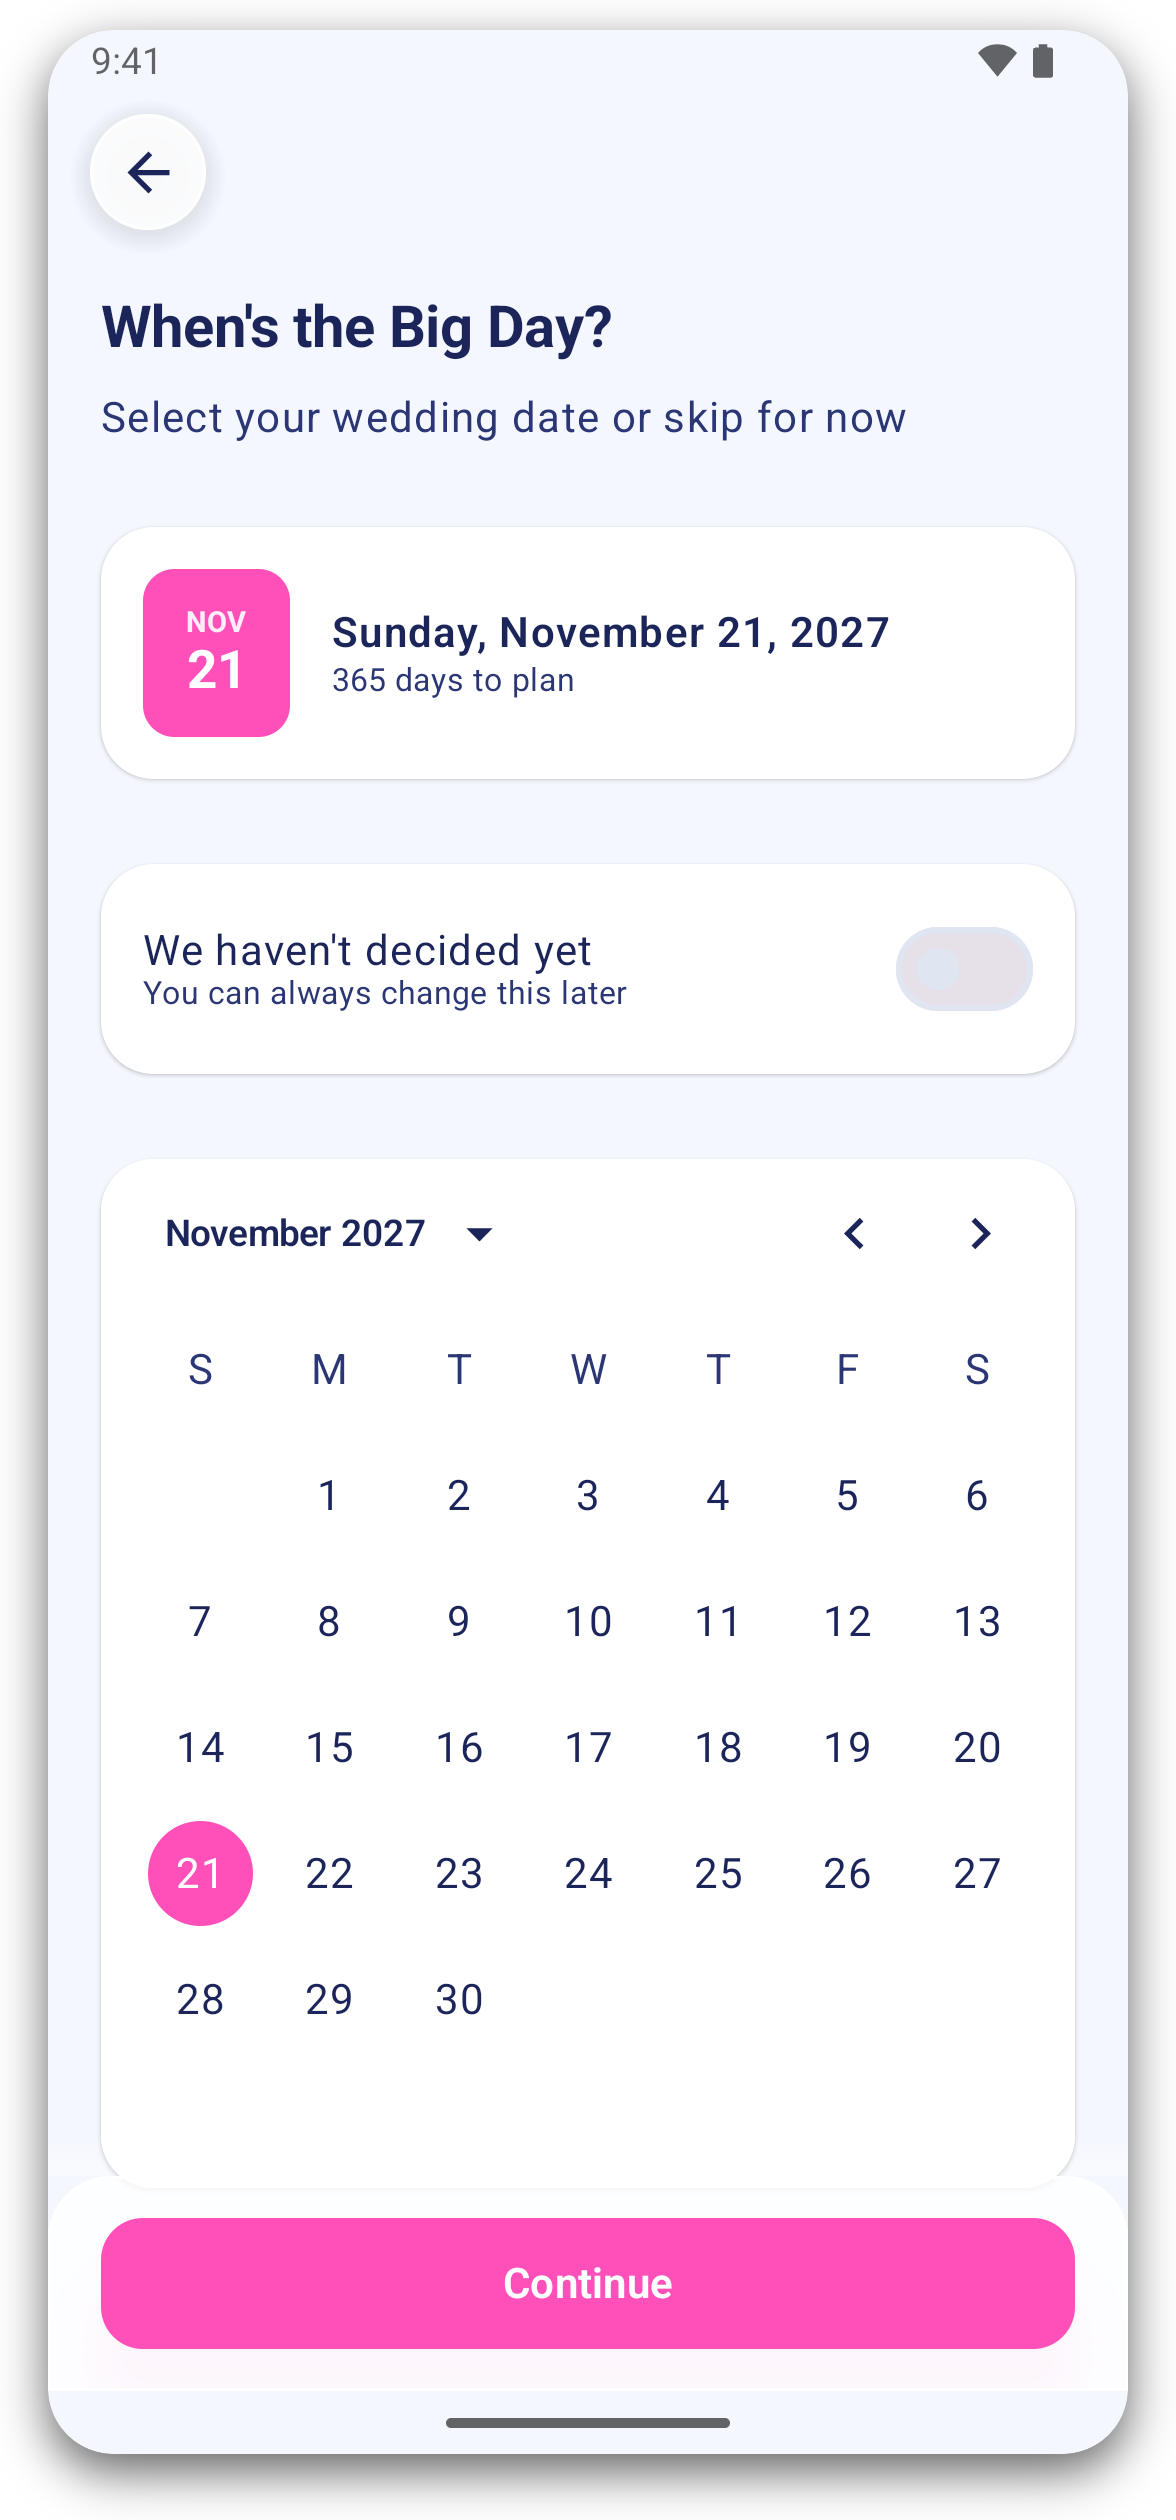 9:41
When's the Big Day?
Select your wedding date or skip for now
NOV
21
Sunday, November 21, 2027
365 days to plan
We haven't decided yet
You can always change this later
November 2027
S M T W T F S
1 2 3 4 5 6
7 8 9 10 11 12 13
14 15 16 17 18 19 20
21 22 23 24 25 26 27
28 29 30
Continue